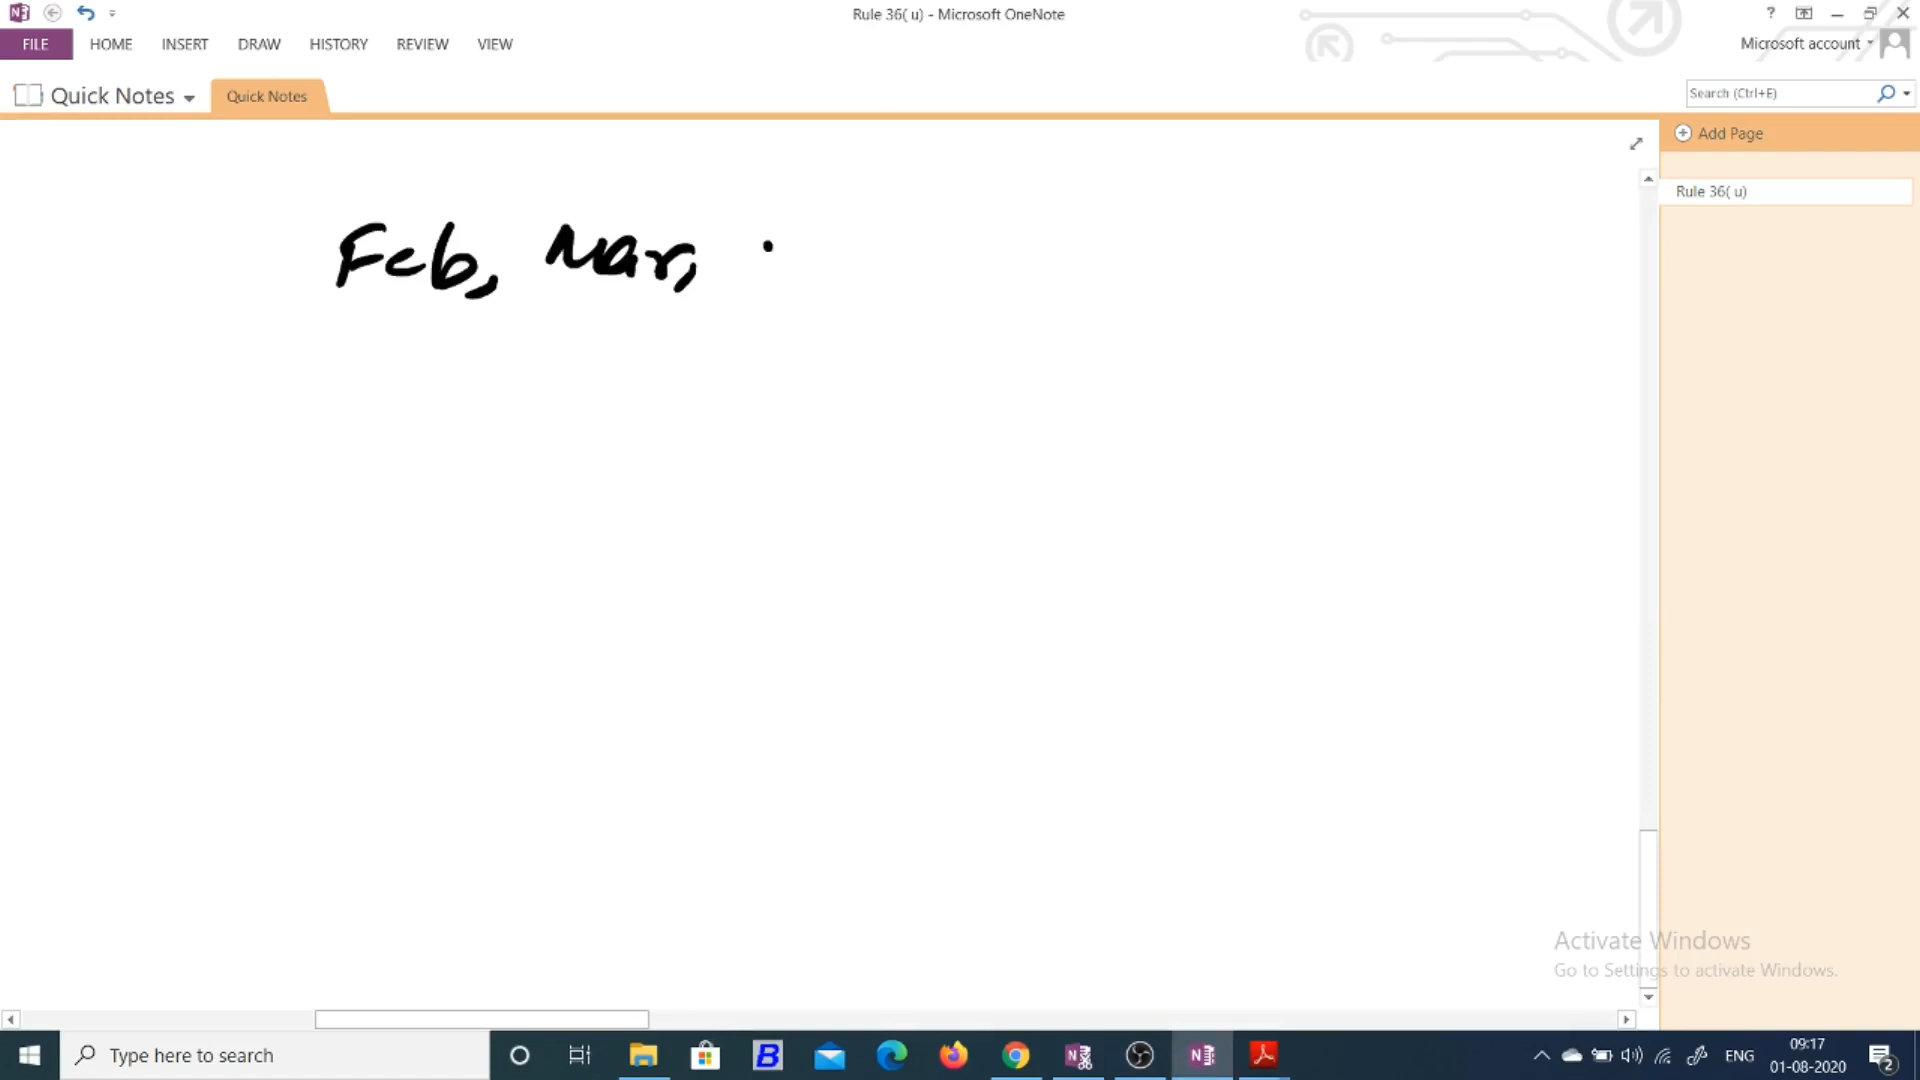 Rule 36( u) - Microsoft OneNote
?
FILE HOME INSERT DRAW HISTORY REVIEW VIEW
Microsoft account
Quick Notes
Quick Notes
Search (Ctrl+E)
Add Page
Rule 36( u)
Feb, Mar,
Activate Windows
Go to Settings to activate Windows.
Type here to search
ENG
09:17
01-08-2020
2